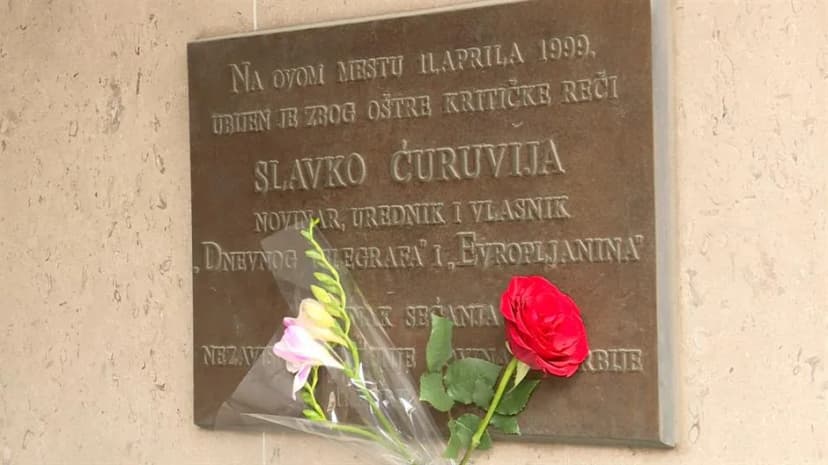 NA OVOM MESTU 11. APRILA 1999.
UBIJEN JE ZBOG OŠTRE KRITIČKE REČI
SLAVKO ĆURUVIJA
NOVINAR, UREDNIK I VLASNIK
„DNEVNOG TELEGRAFA" I „EVROPLJANINA"
SEĆANJA